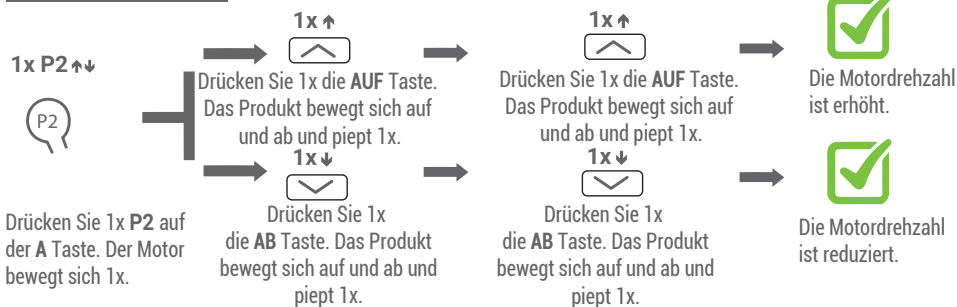 1x P2
P2
Drücken Sie 1x P2 auf
der A Taste. Der Motor
bewegt sich 1x.
1x ↑
Drücken Sie 1x die AUF Taste.
Das Produkt bewegt sich auf
und ab und piept 1x.
1x ↑
Drücken Sie 1x die AUF Taste.
Das Produkt bewegt sich auf
und ab und piept 1x.
Die Motordrehzahl
ist erhöht.
1x ↓
Drücken Sie 1x
die AB Taste. Das Produkt
bewegt sich auf und ab und
piept 1x.
1x ↓
Drücken Sie 1x
die AB Taste. Das Produkt
bewegt sich auf und ab und
piept 1x.
Die Motordrehzahl
ist reduziert.